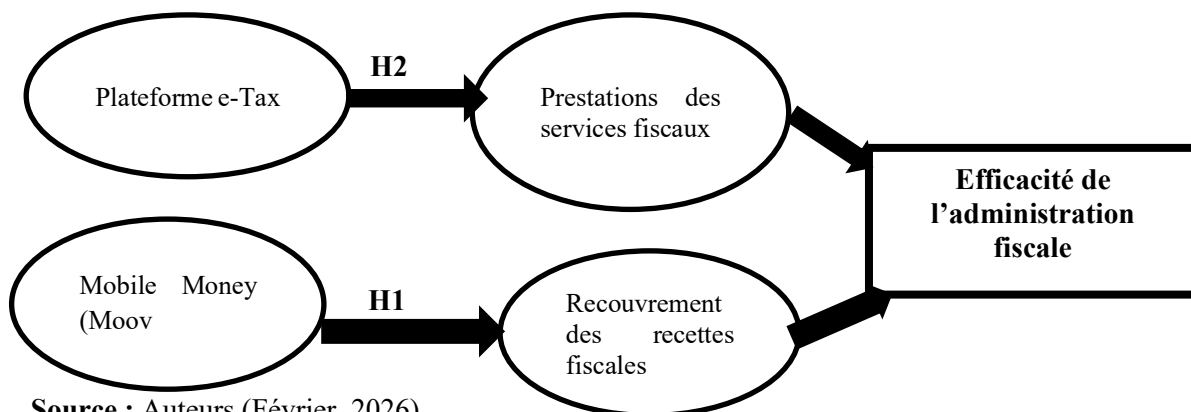 H2
Plateforme e-Tax
Prestations des
services fiscaux
Efficacité de
l’administration
fiscale
Mobile Money
(Moov
H1
Recouvrement
des recettes
fiscales
Source : Auteurs (Février, 2026)